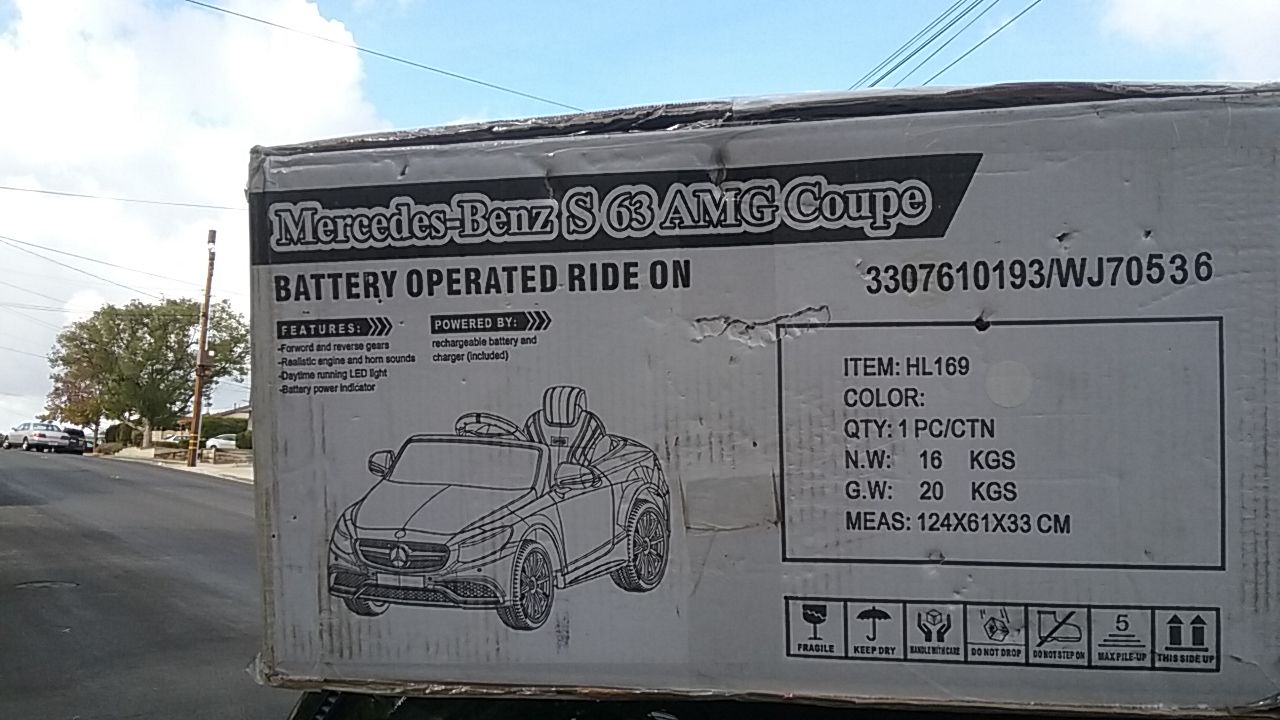 Mercedes-Benz S 63 AMG Coupe
BATTERY OPERATED RIDE ON
3307610193/WJ70536
FEATURES:
-Forword and reverse gears
-Realistic engine and horn sounds
-Daytime running LED light
-Battery power indicator
POWERED BY:
rechargeable battery and
charger (included)
ITEM: HL169
COLOR:
QTY: 1 PC/CTN
N.W: 16 KGS
G.W: 20 KGS
MEAS: 124X61X33 CM
FRAGILE
KEEP DRY
HANDLE WITH CARE
DO NOT DROP
DO NOT STEP ON
5
MAX PILE-UP
THIS SIDE UP